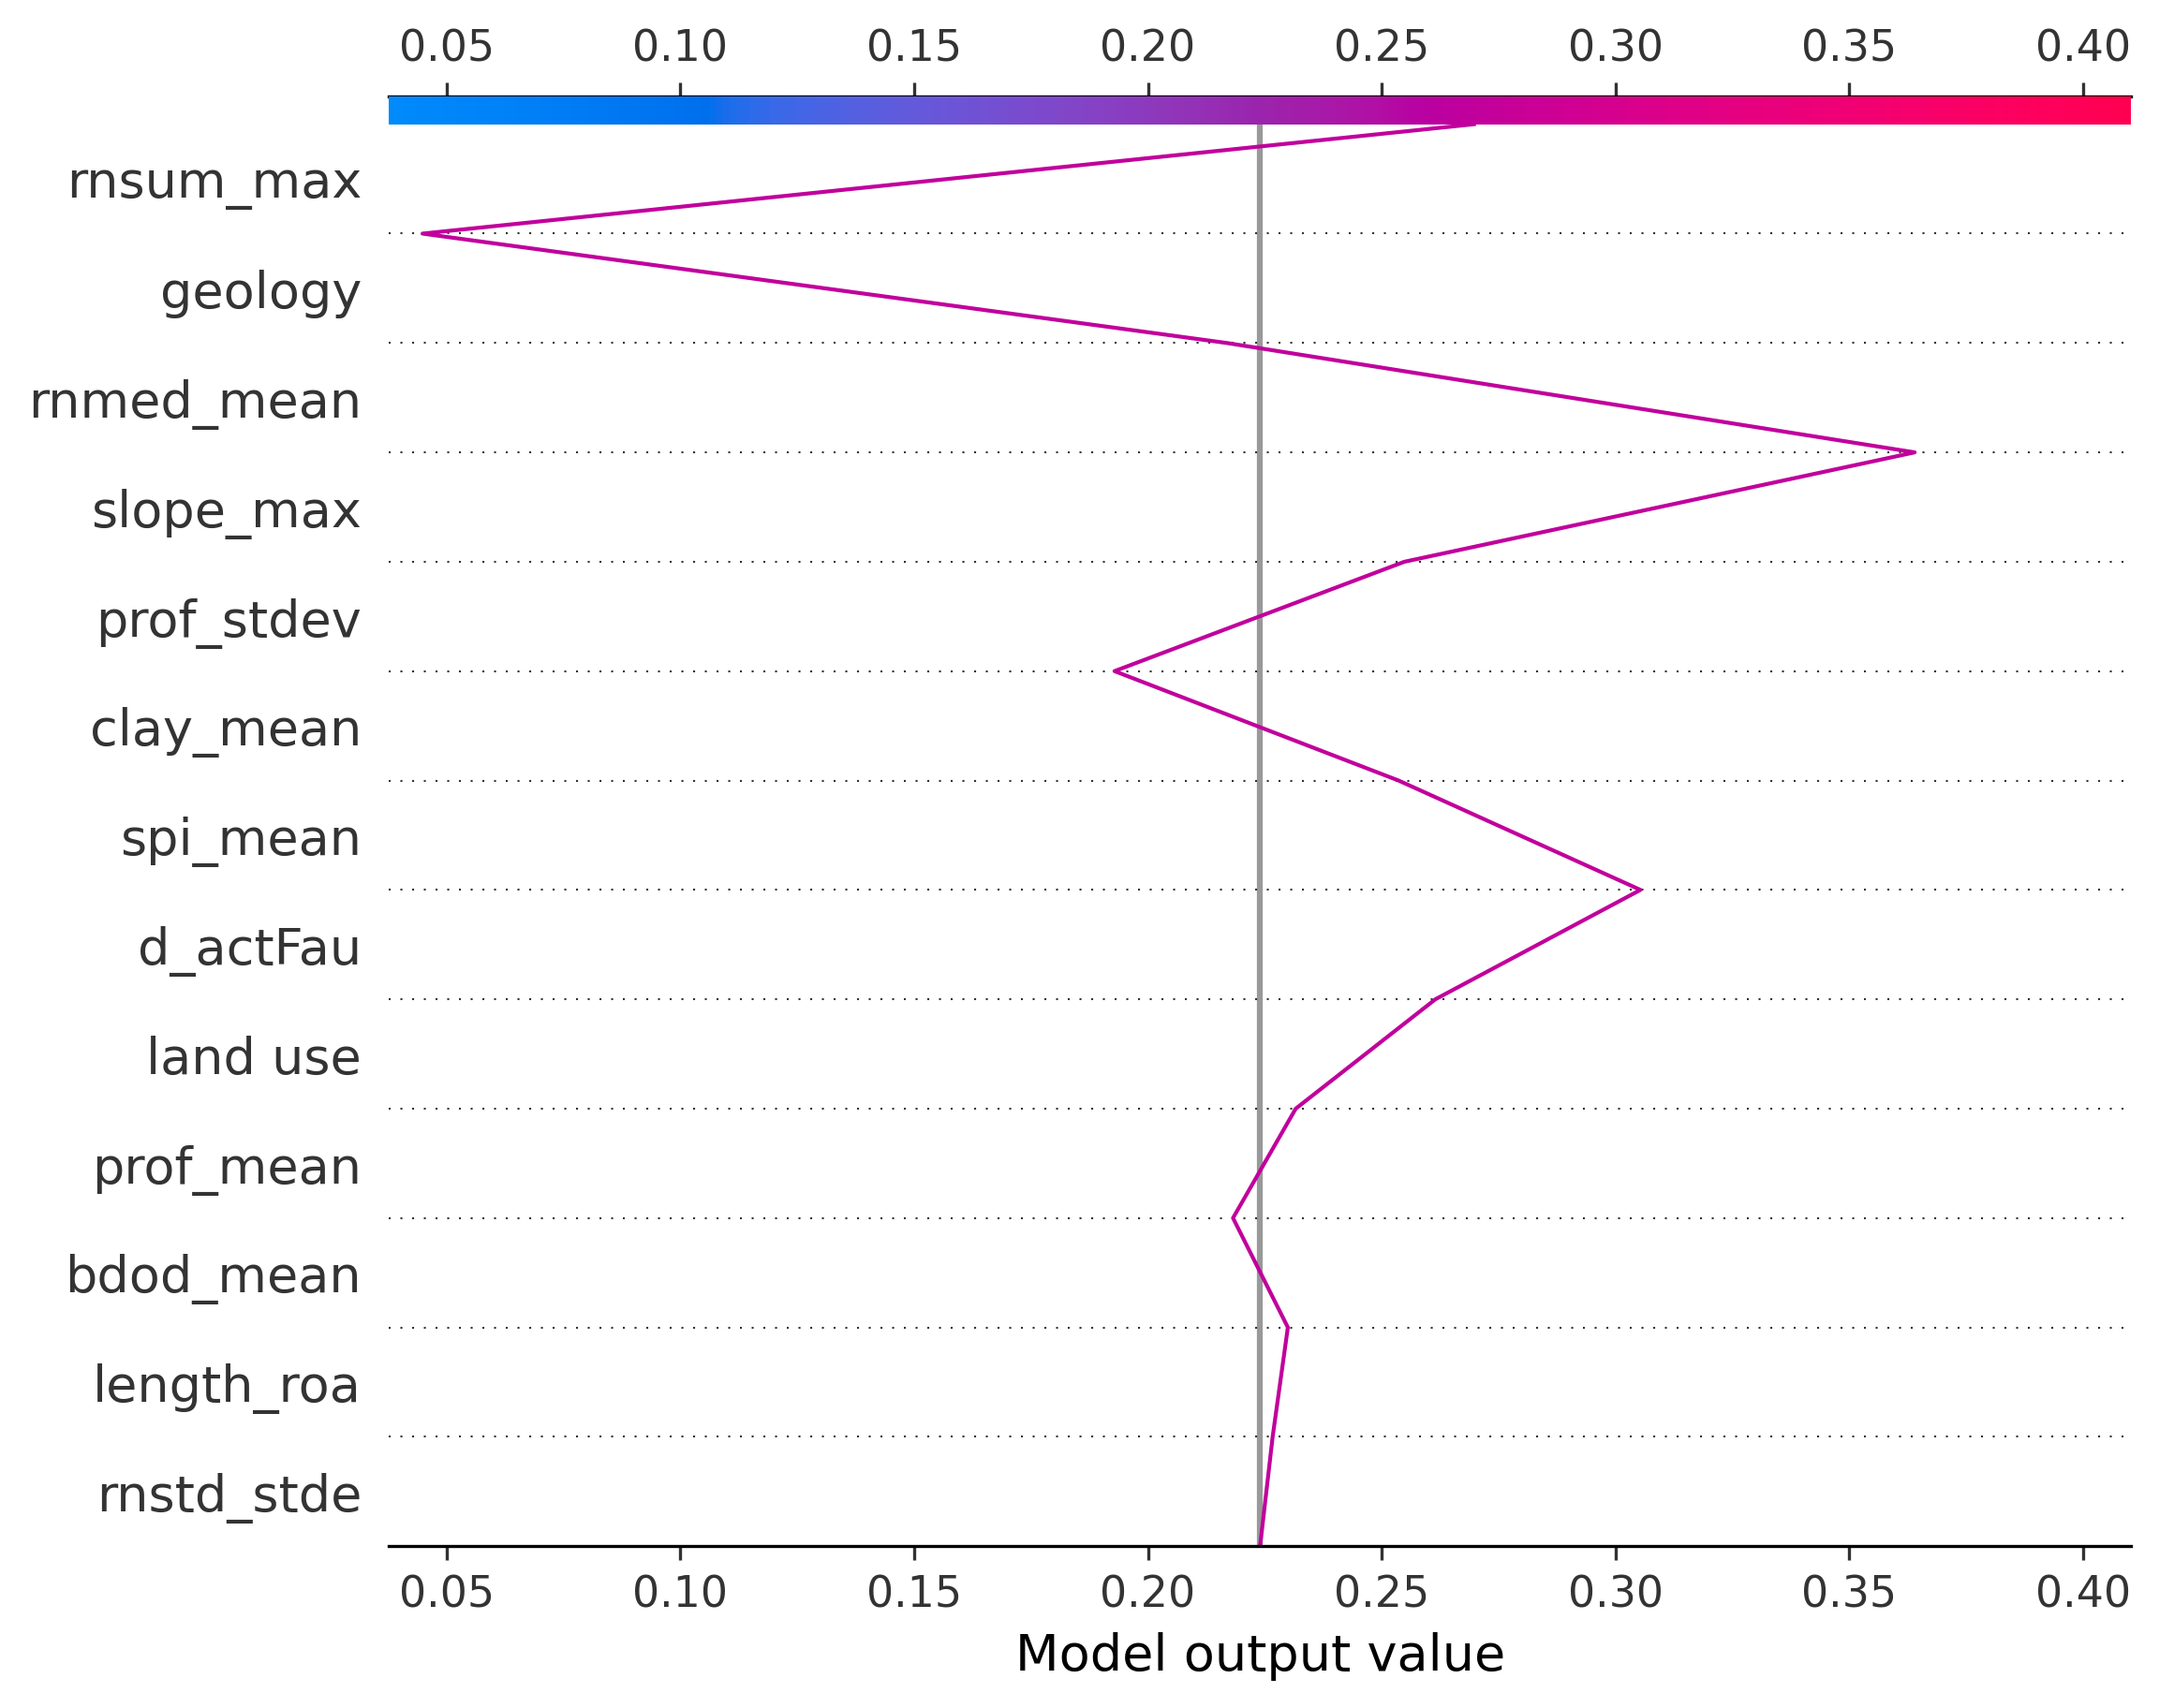 0.05 0.10 0.15 0.20 0.25 0.30 0.35 0.40
rnsum_max
geology
rnmed_mean
slope_max
prof_stdev
clay_mean
spi_mean
d_actFau
land use
prof_mean
bdod_mean
length_roa
rnstd_stde
0.05 0.10 0.15 0.20 0.25 0.30 0.35 0.40
Model output value